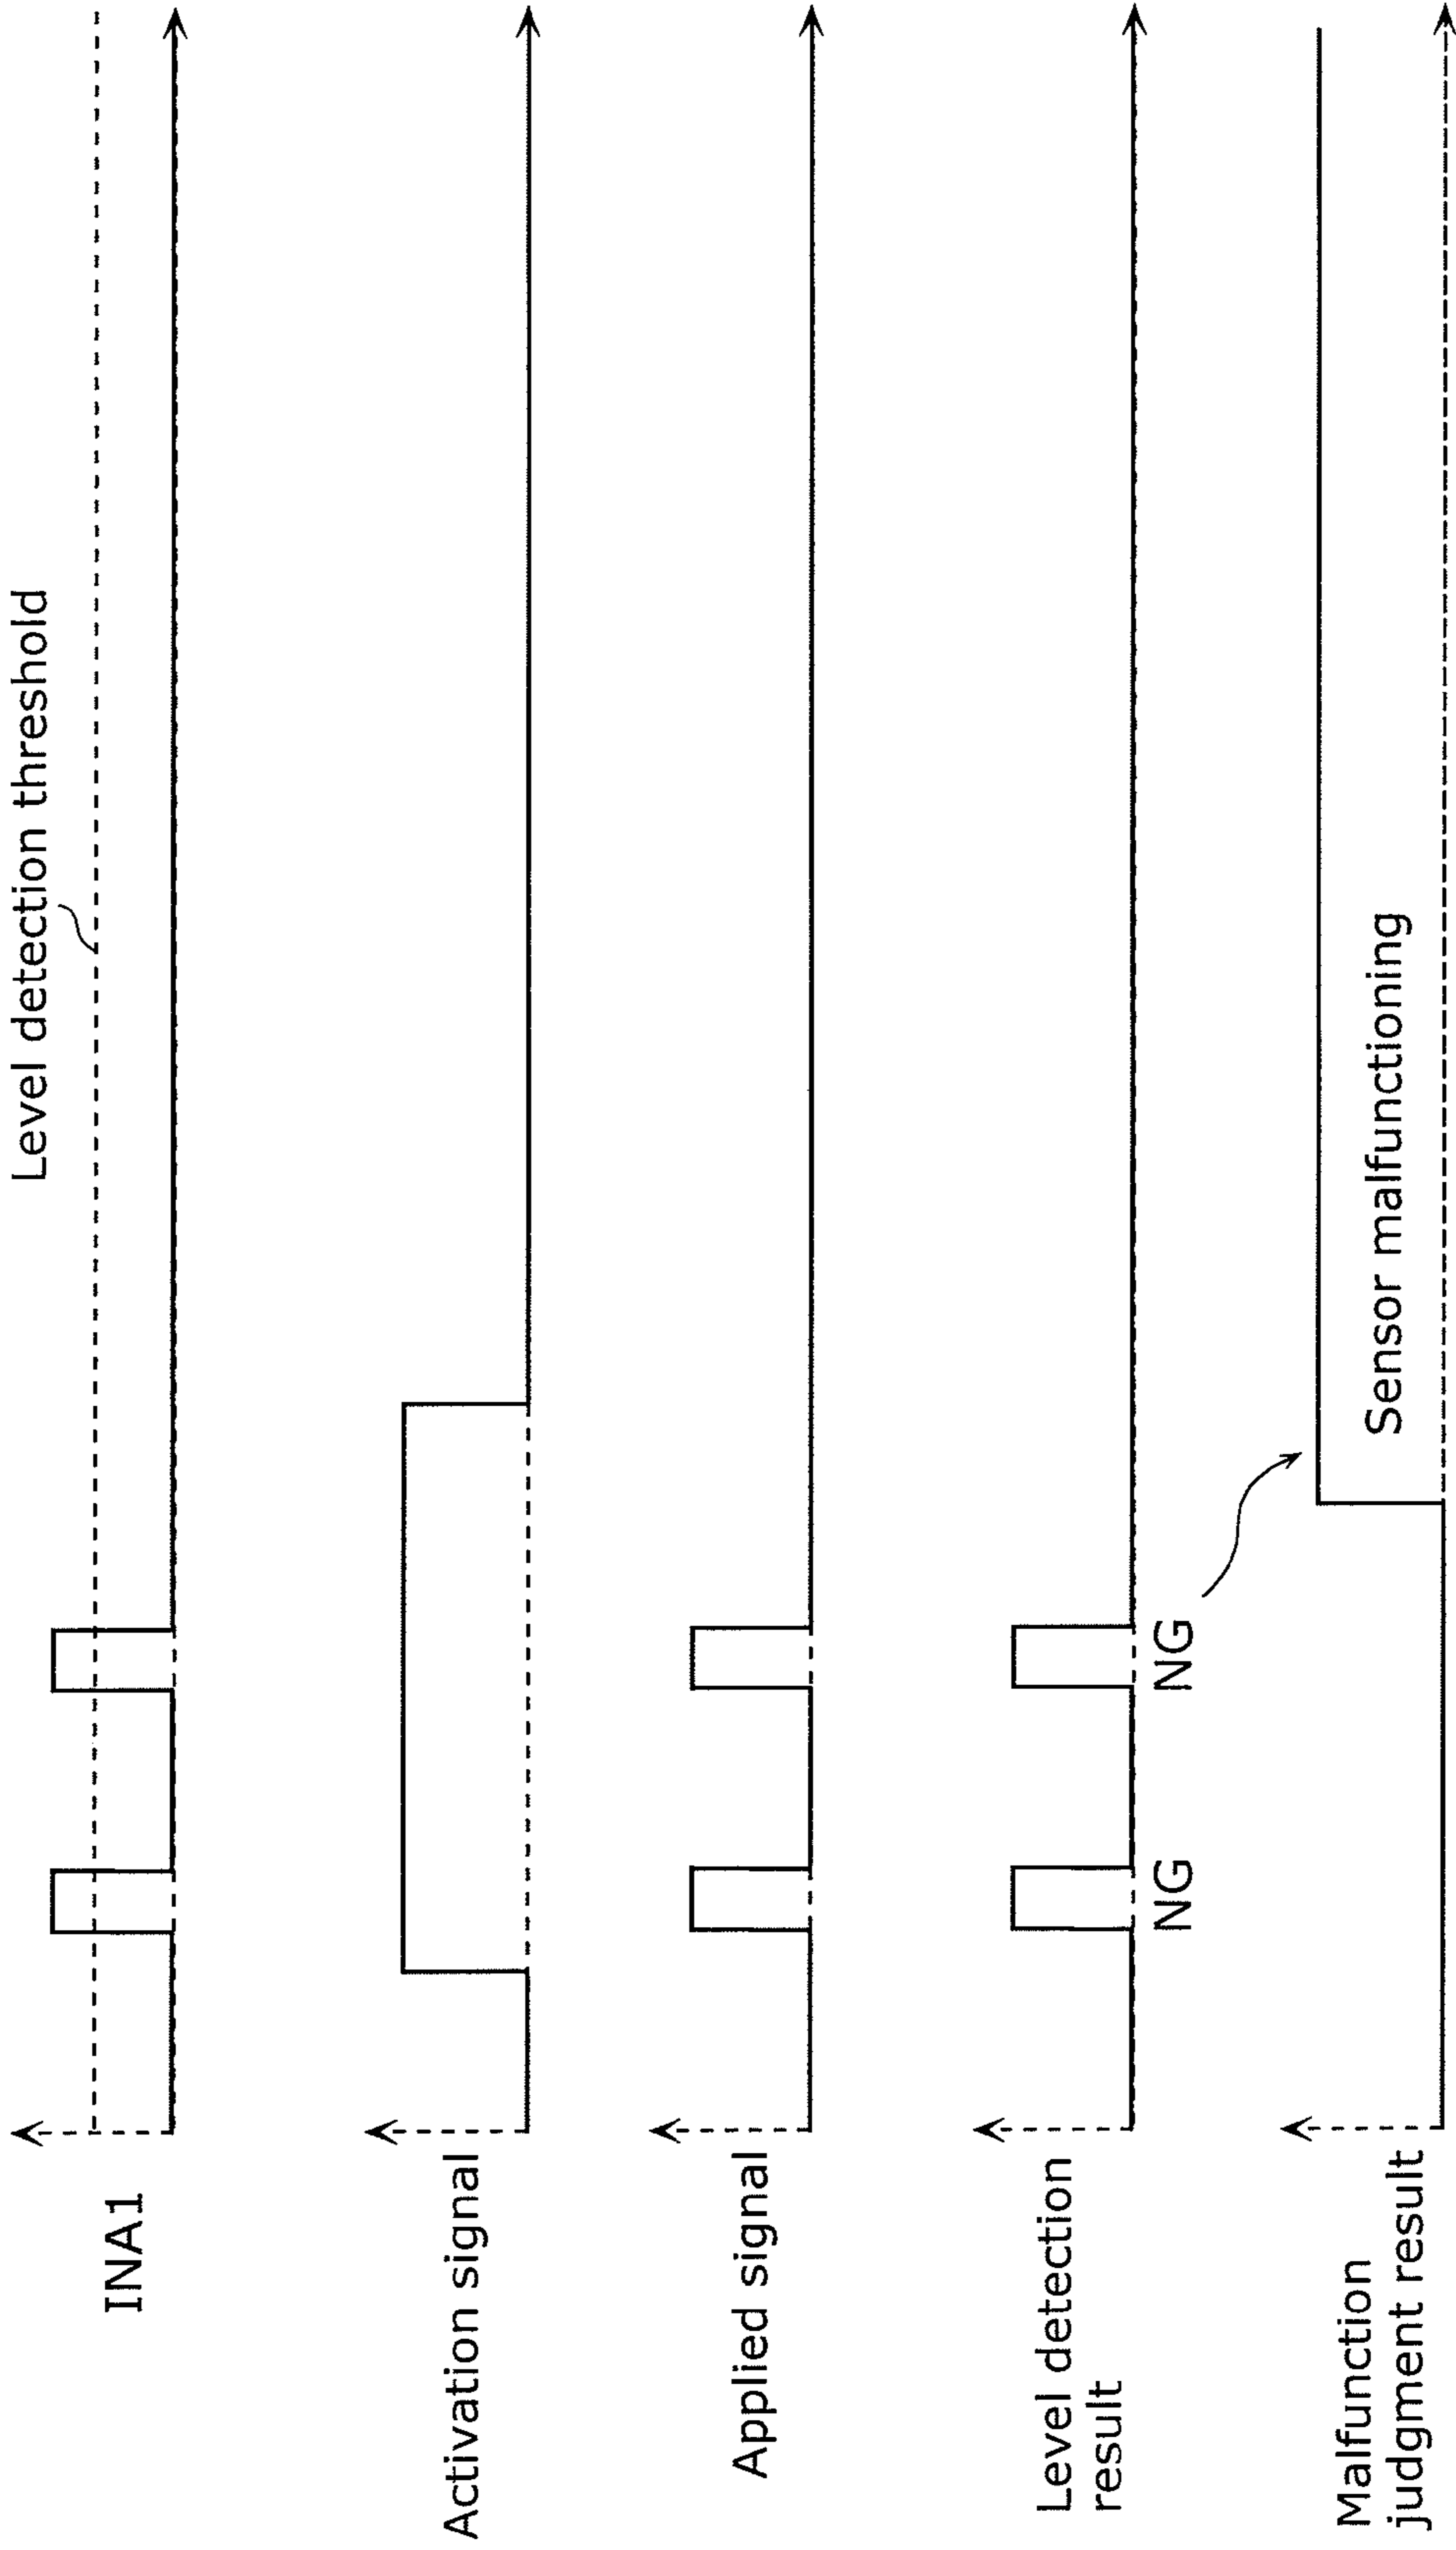 Level detection threshold
INA1
Activation signal
Applied signal
Level detection
result
NG
NG
Malfunction
judgment result
Sensor malfunctioning